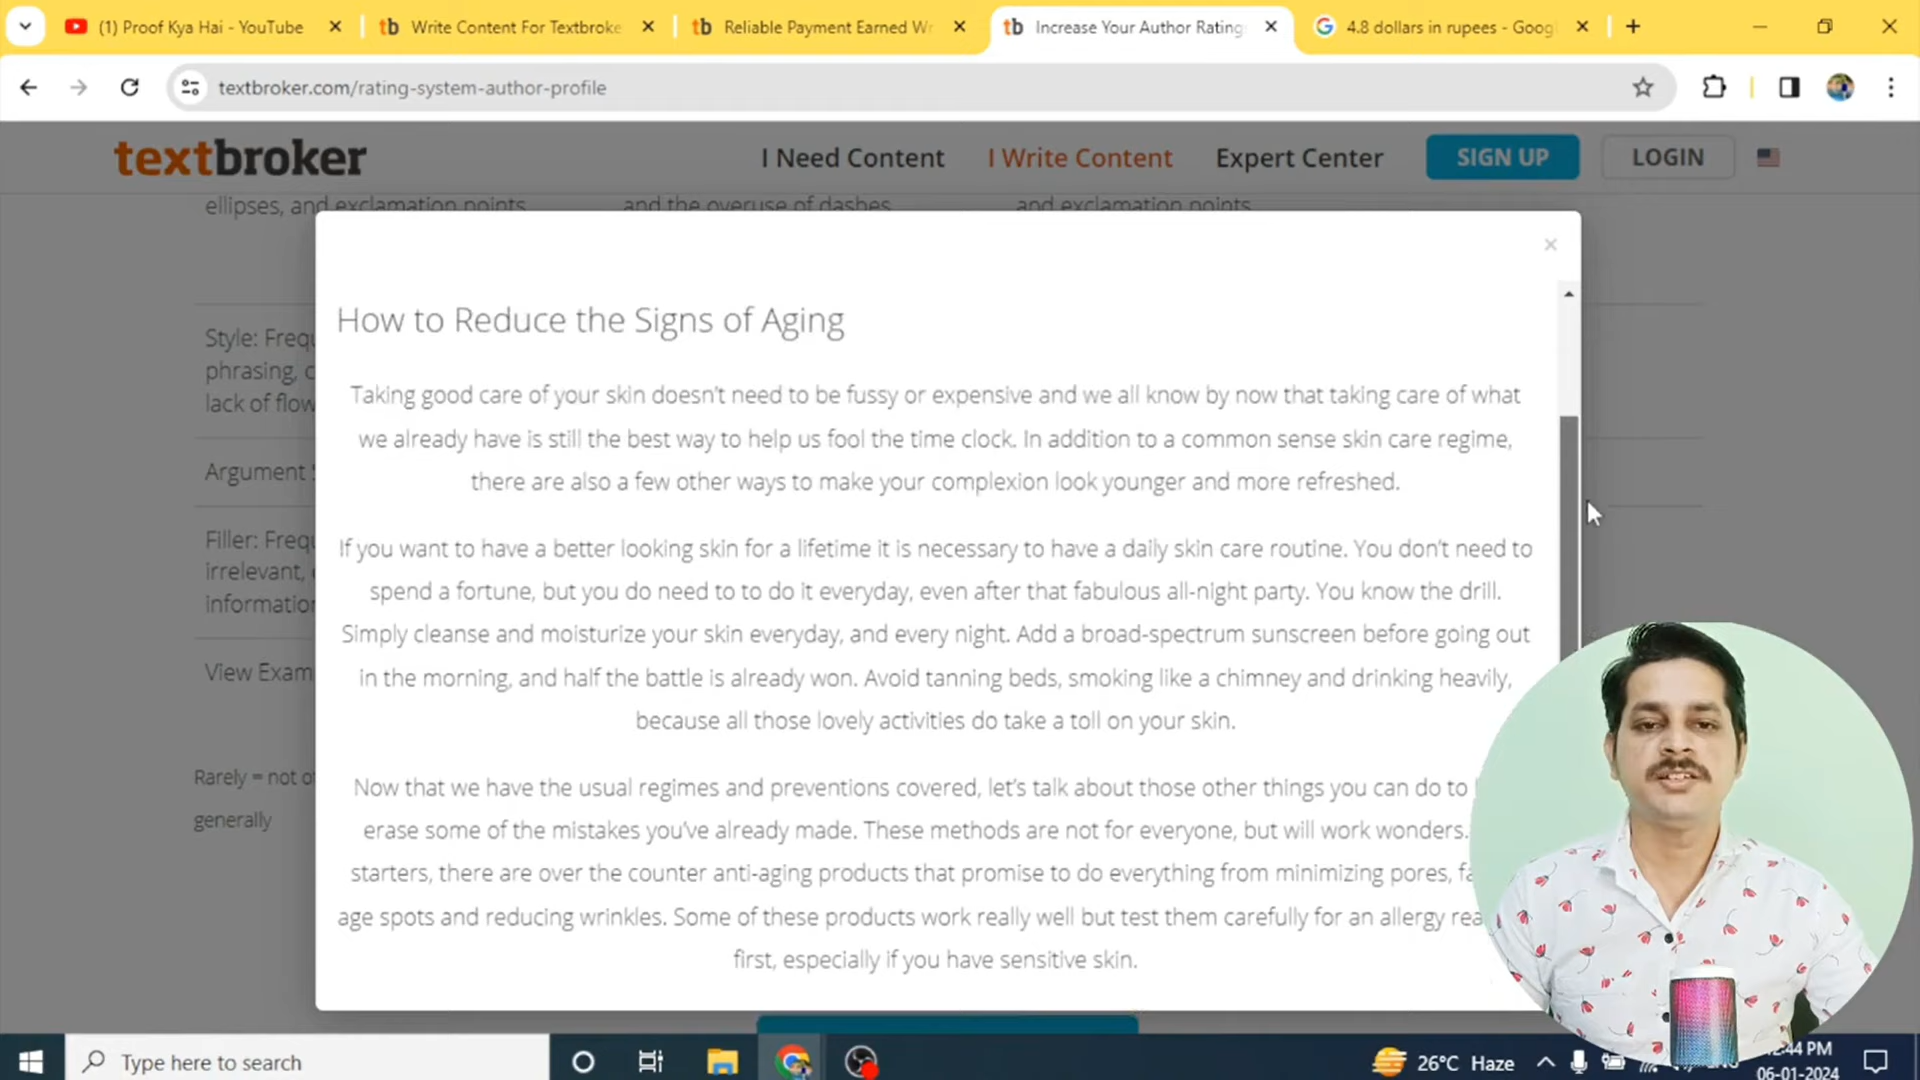 (1) Proof Kya Hai - YouTube
Write Content For Textbroke
Reliable Payment Earned Wr
Increase Your Author Rating
4.8 dollars in rupees - Goog
textbroker.com/rating-system-author-profile
textbroker
I Need Content
I Write Content
Expert Center
SIGN UP
LOGIN
ellipses, and exclamation points
and the overuse of dashes
and exclamation points
How to Reduce the Signs of Aging
Taking good care of your skin doesn't need to be fussy or expensive and we all know by now that taking care of what
we already have is still the best way to help us fool the time clock. In addition to a common sense skin care regime,
there are also a few other ways to make your complexion look younger and more refreshed.
If you want to have a better looking skin for a lifetime it is necessary to have a daily skin care routine. You don't need to
spend a fortune, but you do need to to do it everyday, even after that fabulous all-night party. You know the drill.
Simply cleanse and moisturize your skin everyday, and every night. Add a broad-spectrum sunscreen before going out
in the morning, and half the battle is already won. Avoid tanning beds, smoking like a chimney and drinking heavily,
because all those lovely activities do take a toll on your skin.
Now that we have the usual regimes and preventions covered, let's talk about those other things you can do to
erase some of the mistakes you've already made. These methods are not for everyone, but will work wonders.
starters, there are over the counter anti-aging products that promise to do everything from minimizing pores, fa
age spots and reducing wrinkles. Some of these products work really well but test them carefully for an allergy rea
first, especially if you have sensitive skin.
Style: Frequ
phrasing, c
lack of flow
Argument S
Filler: Frequ
irrelevant,
information
View Exam
Rarely = not o
generally
Type here to search
26°C Haze
:44 PM
06-01-2024